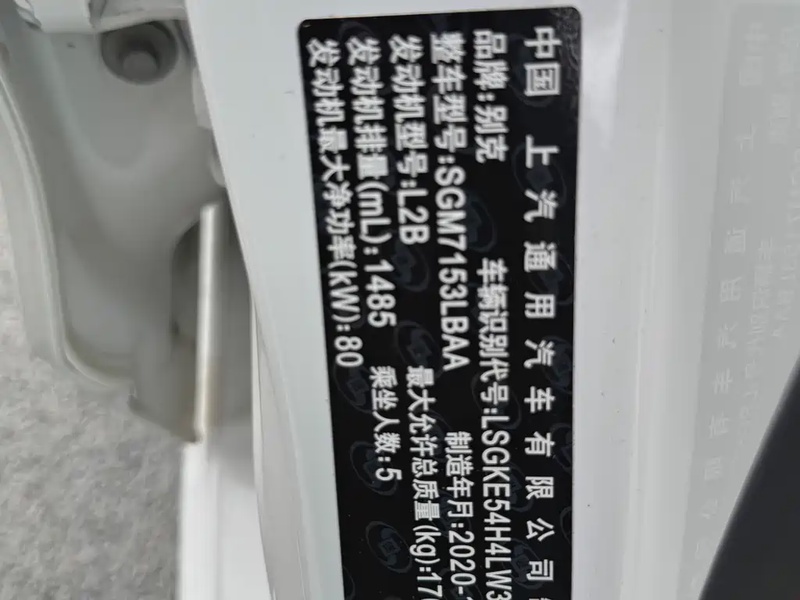 中国 上汽通用汽车有限公司
品牌:别克 车辆识别代号:LSGKE54H4LW3
整车型号:SGM7153LBAA 制造年月:2020-
发动机型号:L2B 最大允许总质量(kg):17
发动机排量(mL):1485 乘坐人数:5
发动机最大净功率(kW):80